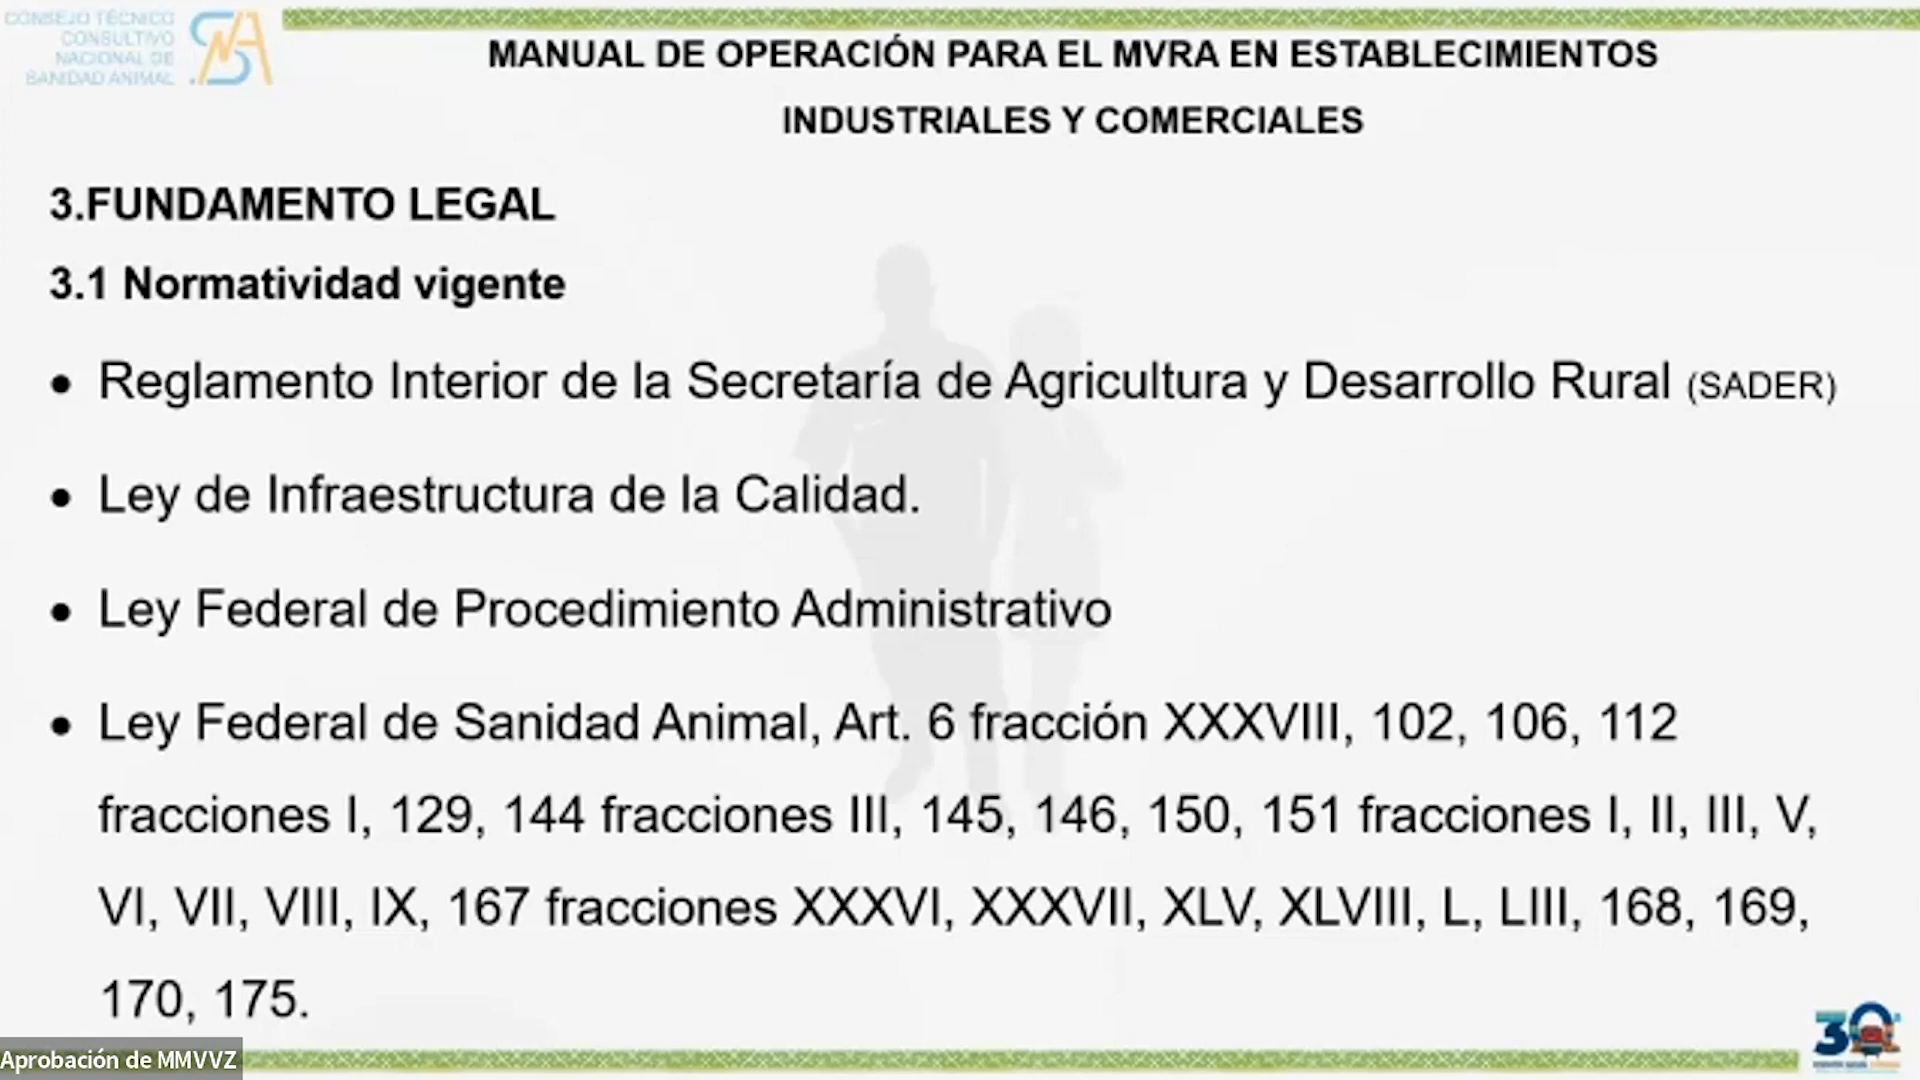 CONSEJO TÉCNICO
CONSULTIVO
NACIONAL DE
SANIDAD ANIMAL
MANUAL DE OPERACIÓN PARA EL MVRA EN ESTABLECIMIENTOS
INDUSTRIALES Y COMERCIALES
3.FUNDAMENTO LEGAL
3.1 Normatividad vigente
• Reglamento Interior de la Secretaría de Agricultura y Desarrollo Rural (SADER)
• Ley de Infraestructura de la Calidad.
• Ley Federal de Procedimiento Administrativo
• Ley Federal de Sanidad Animal, Art. 6 fracción XXXVIII, 102, 106, 112
fracciones I, 129, 144 fracciones III, 145, 146, 150, 151 fracciones I, II, III, V,
VI, VII, VIII, IX, 167 fracciones XXXVI, XXXVII, XLV, XLVIII, L, LIII, 168, 169,
170, 175.
Aprobación de MMVVZ
30